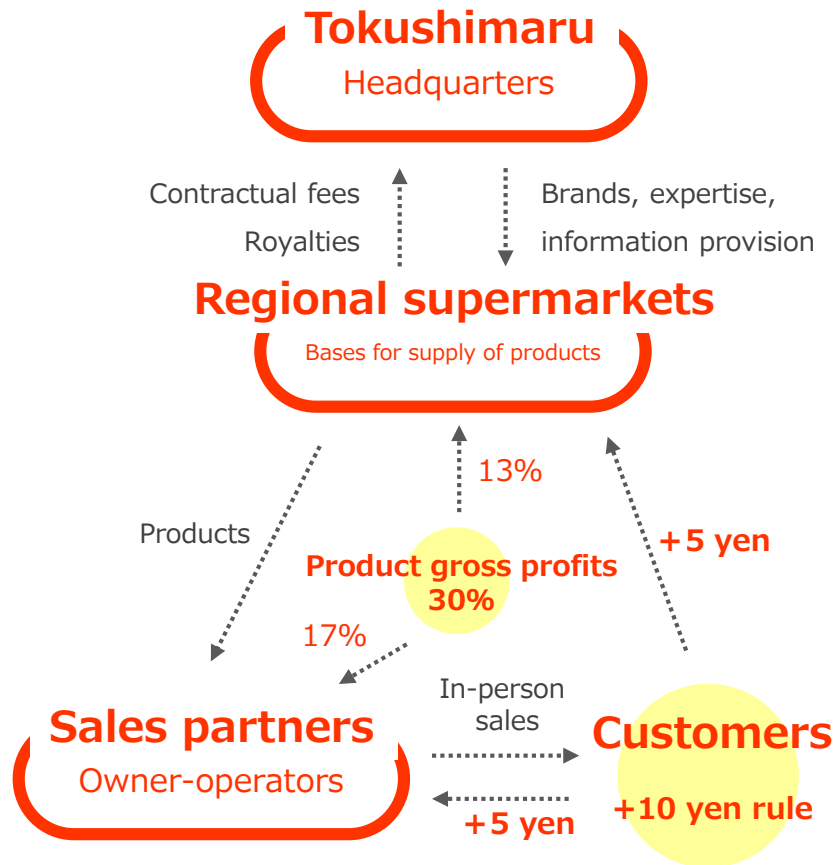 Tokushimaru
Headquarters
Contractual fees
Royalties
Brands, expertise,
information provision
Regional supermarkets
Bases for supply of products
13%
Products
+5 yen
Product gross profits
30%
17%
In-person
sales
Sales partners
Owner-operators
Customers
+10 yen rule
+5 yen